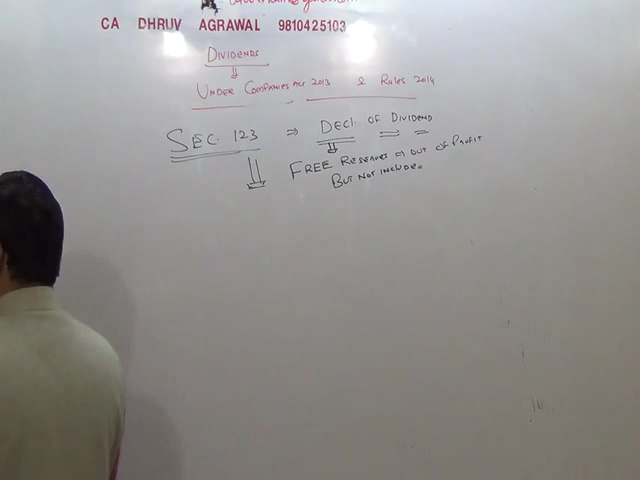 CA DHRUV AGRAWAL 9810425103
DIVIDENDS
UNDER COMPANIES ACT 2013 & RULES 2014
SEC. 123 ⇒ DECL. OF DIVIDEND
FREE RESERVES ⇒ OUT OF PROFIT
BUT NOT INCLUDE.